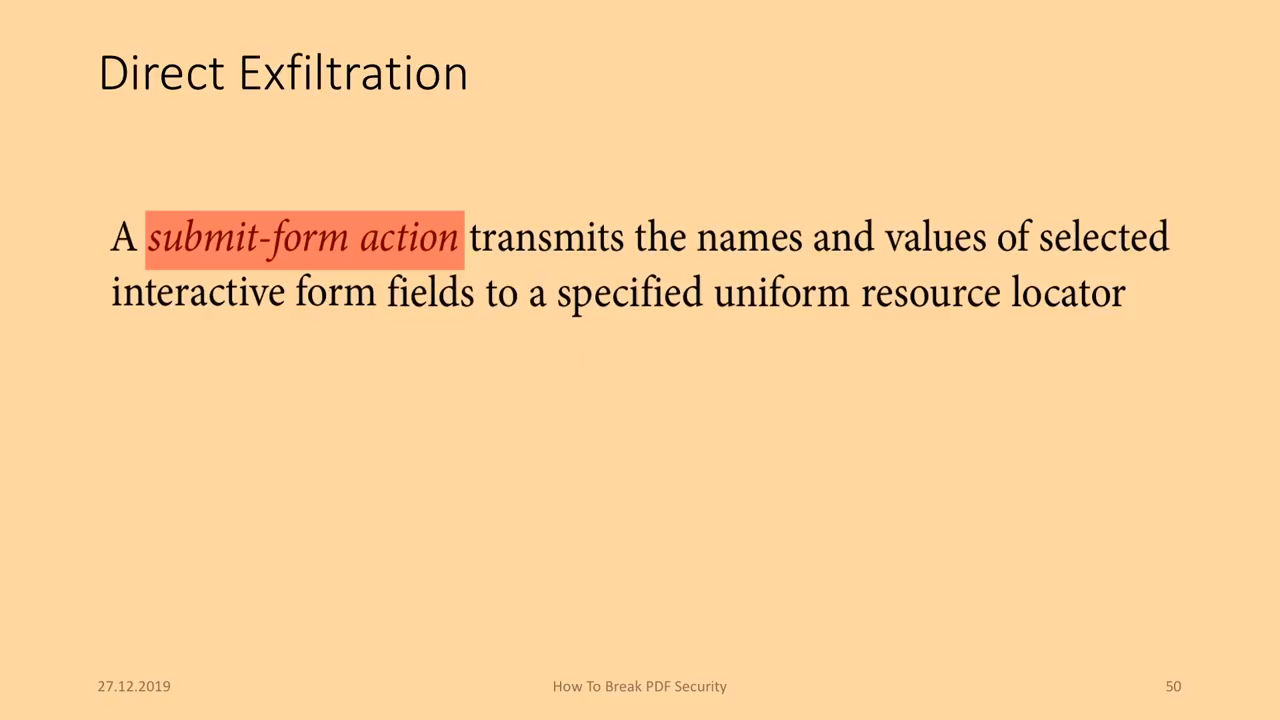 Direct Exfiltration
A submit-form action transmits the names and values of selected
interactive form fields to a specified uniform resource locator
27.12.2019
How To Break PDF Security
50